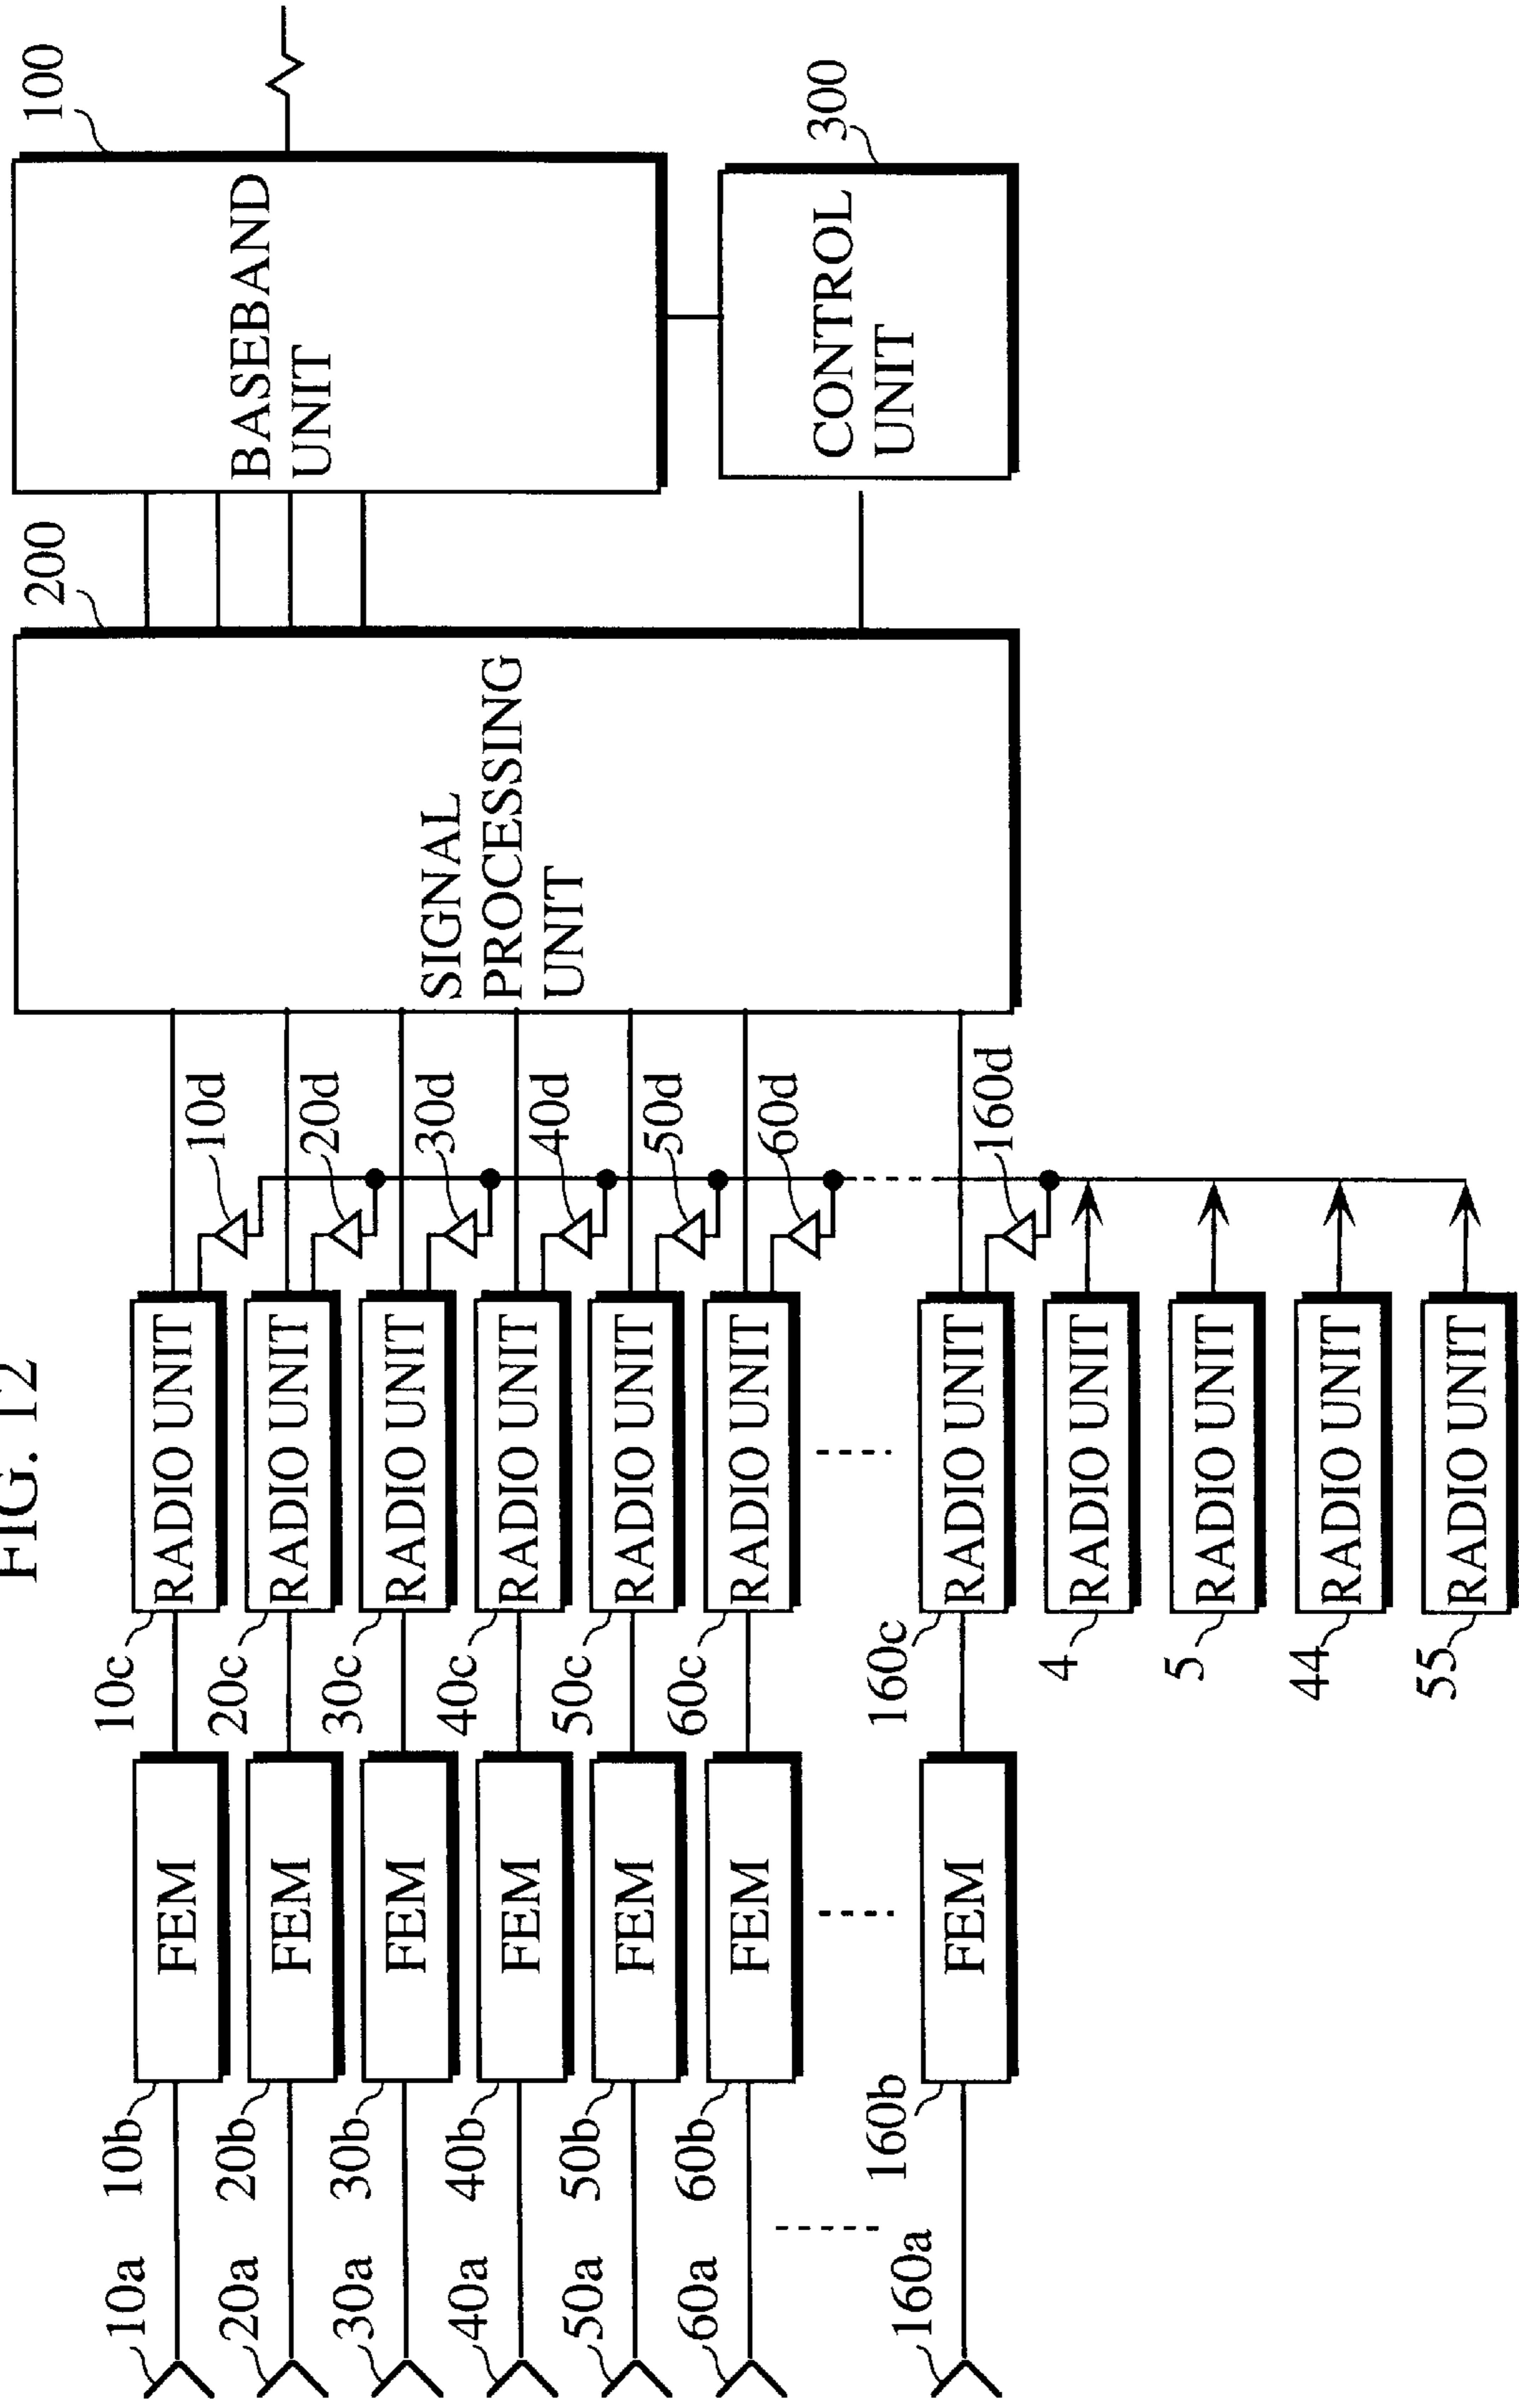 FIG. 12
100
BASEBAND
UNIT
300
CONTROL
UNIT
200
SIGNAL
PROCESSING
UNIT
10d
20d
30d
40d
50d
60d
160d
10c
RADIO UNIT
20c
RADIO UNIT
30c
RADIO UNIT
40c
RADIO UNIT
50c
RADIO UNIT
60c
RADIO UNIT
160c
RADIO UNIT
4
RADIO UNIT
5
RADIO UNIT
44
RADIO UNIT
55
RADIO UNIT
10b
FEM
20b
FEM
30b
FEM
40b
FEM
50b
FEM
60b
FEM
160b
FEM
10a
20a
30a
40a
50a
60a
160a